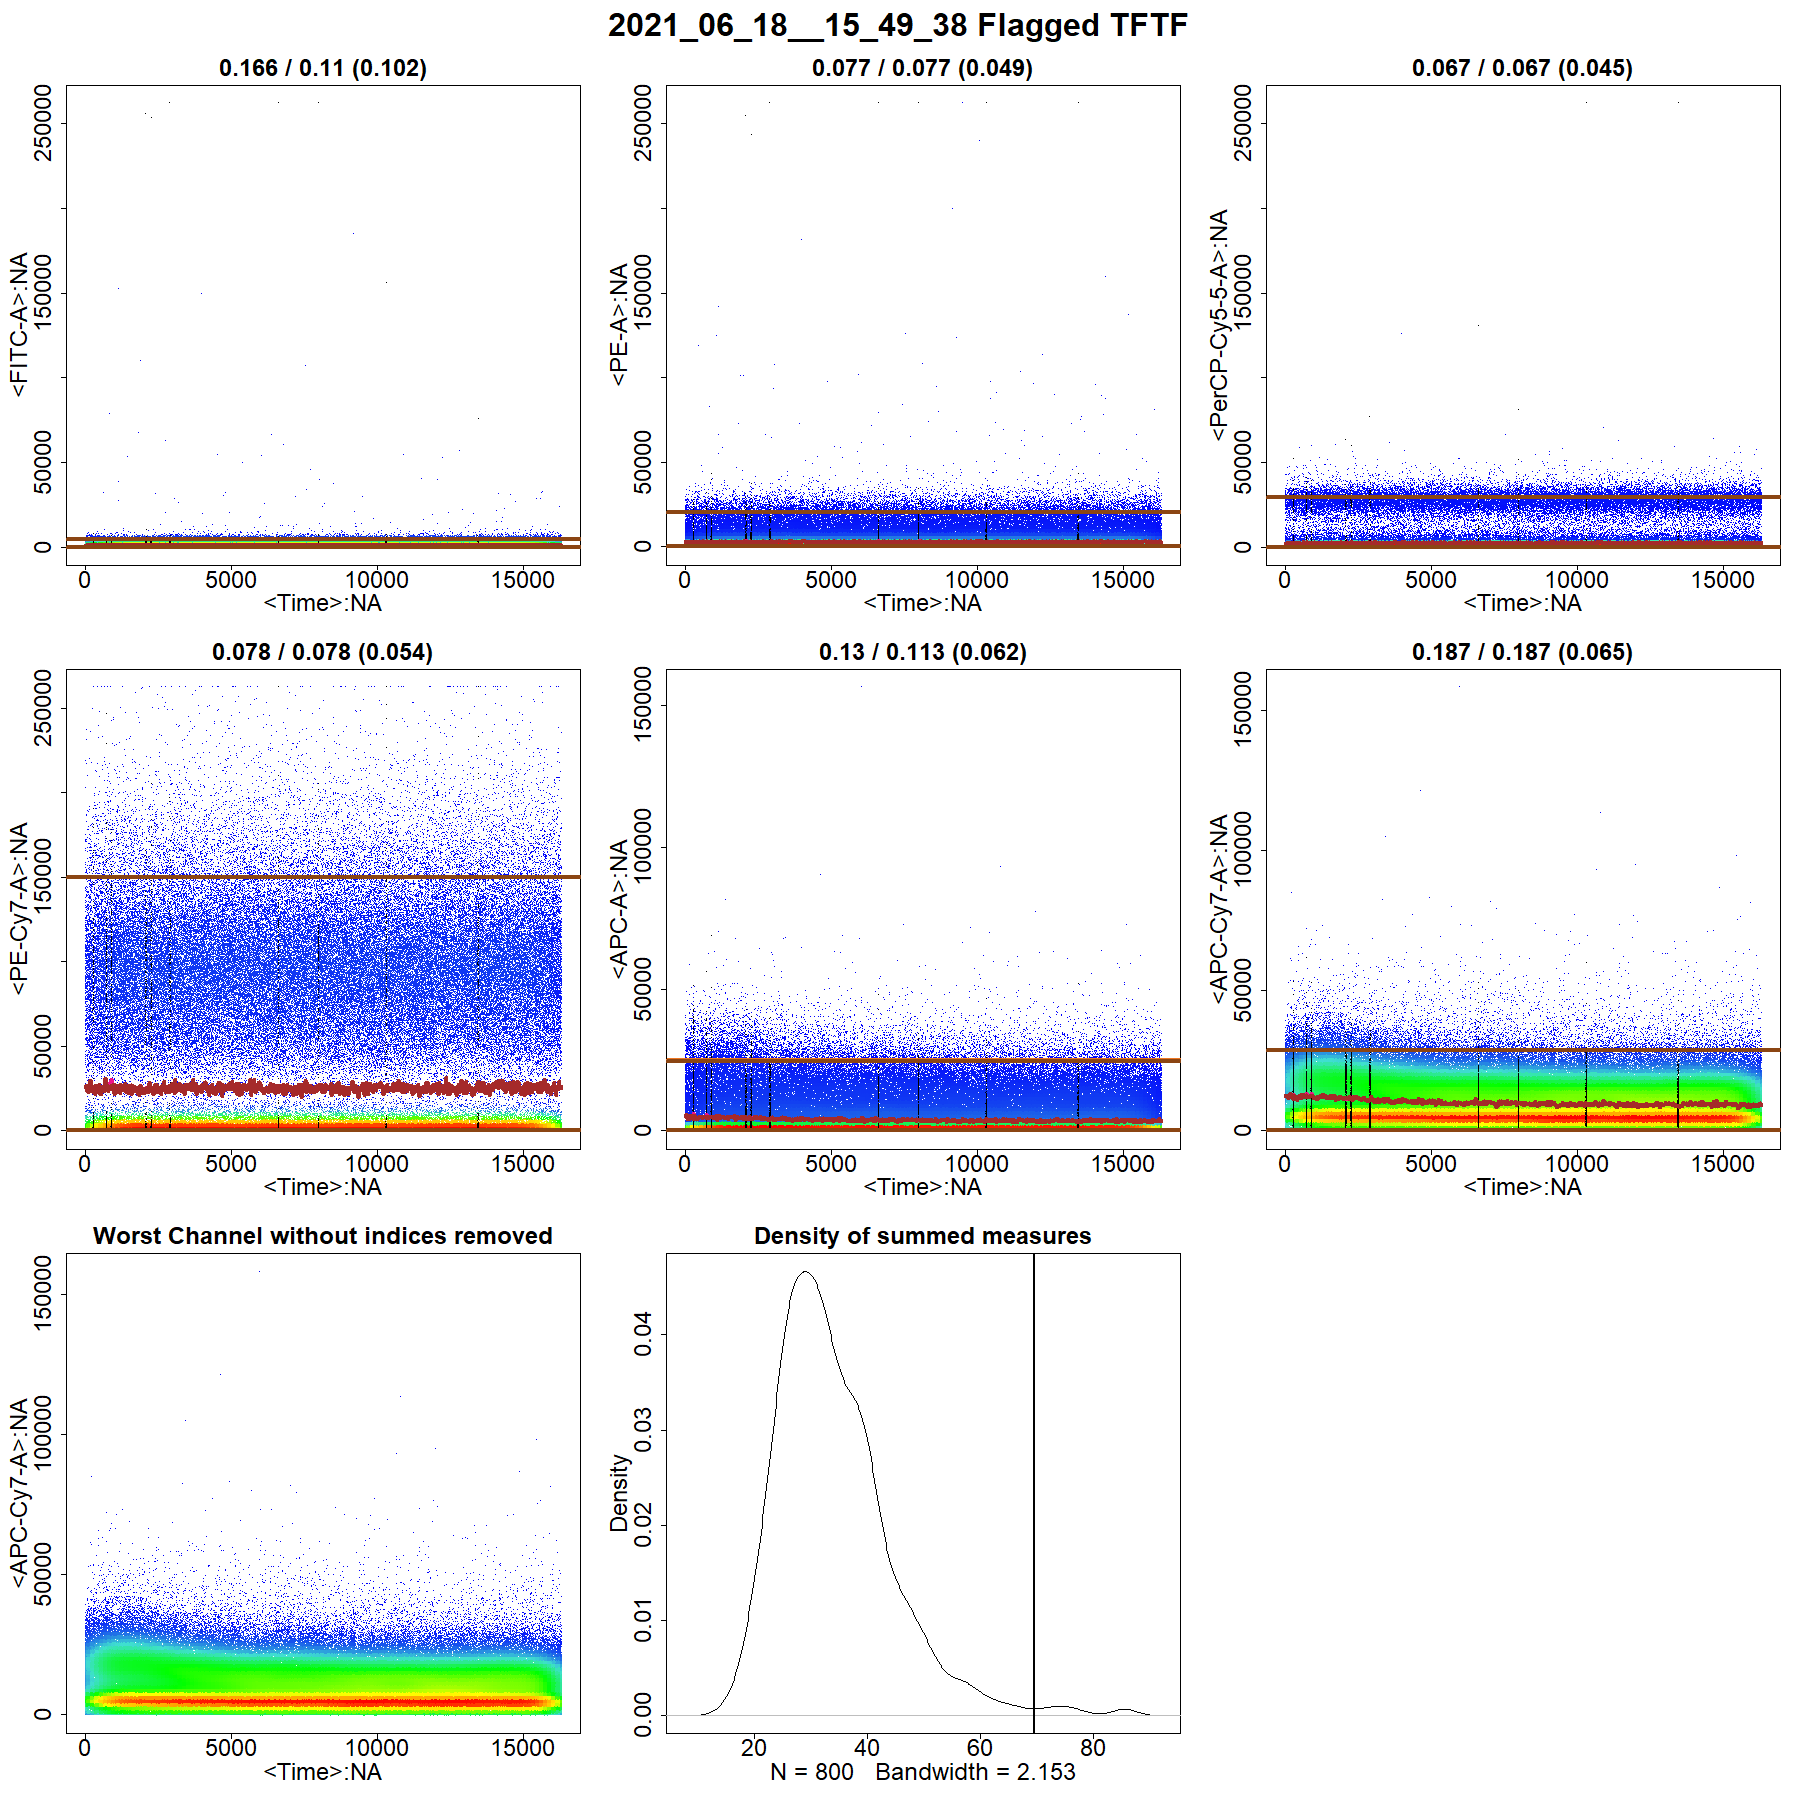 2021_06_18__15_49_38 Flagged TFTF
0.166 / 0.11 (0.102)
<FITC-A>:NA
0 50000 150000 250000
0 5000 10000 15000
<Time>:NA
0.077 / 0.077 (0.049)
<PE-A>:NA
0 50000 150000 250000
0 5000 10000 15000
<Time>:NA
0.067 / 0.067 (0.045)
<PerCP-Cy5-5-A>:NA
0 50000 150000 250000
0 5000 10000 15000
<Time>:NA
0.078 / 0.078 (0.054)
<PE-Cy7-A>:NA
0 50000 150000 250000
0 5000 10000 15000
<Time>:NA
0.13 / 0.113 (0.062)
<APC-A>:NA
0 50000 100000 150000
0 5000 10000 15000
<Time>:NA
0.187 / 0.187 (0.065)
<APC-Cy7-A>:NA
0 50000 100000 150000
0 5000 10000 15000
<Time>:NA
Worst Channel without indices removed
<APC-Cy7-A>:NA
0 50000 100000 150000
0 5000 10000 15000
<Time>:NA
Density of summed measures
Density
0.00 0.01 0.02 0.03 0.04
20 40 60 80
N = 800 Bandwidth = 2.153